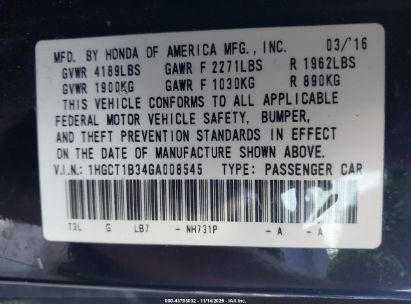 MFD. BY HONDA OF AMERICA MFG., INC. 03/'16
GVWR 4189LBS GAWR F 2271LBS R 1962LBS
GVWR 1900KG GAWR F 1030KG R 890KG
THIS VEHICLE CONFORMS TO ALL APPLICABLE
FEDERAL MOTOR VEHICLE SAFETY, BUMPER,
AND THEFT PREVENTION STANDARDS IN EFFECT
ON THE DATE OF MANUFACTURE SHOWN ABOVE.
V.I.N.: 1HGCT1B34GA008545 TYPE: PASSENGER CAR
T3L G LB7 - NH731P - A - A